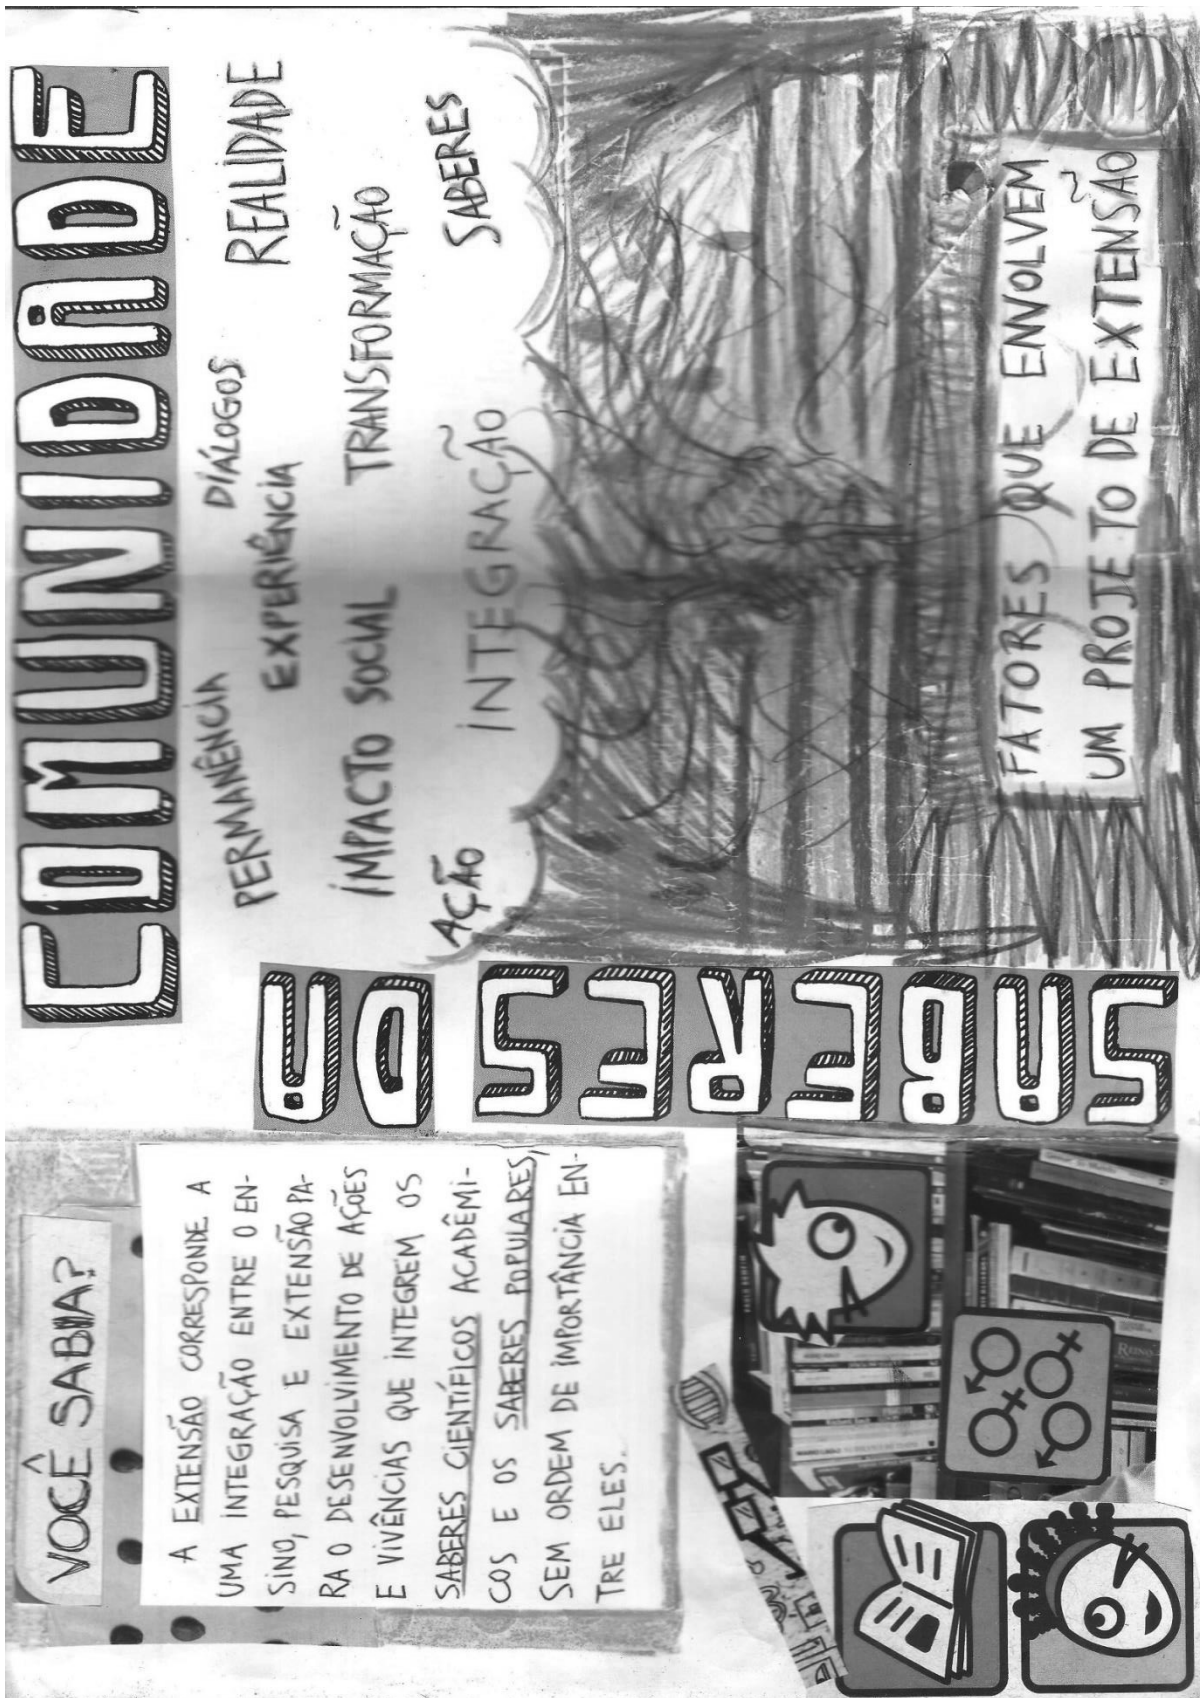 VOCÊ SABIA?
A EXTENSÃO CORRESPONDE A
UMA INTEGRAÇÃO ENTRE O EN-
SINO, PESQUISA E EXTENSÃO PA-
RA O DESENVOLVIMENTO DE AÇÕES
E VIVÊNCIAS QUE INTEGREM OS
SABERES CIENTÍFICOS ACADÊMI-
COS E OS SABERES POPULARES,
SEM ORDEM DE IMPORTÂNCIA EN-
TRE ELES.
SABERES DA
COMUNIDADE
PERMANÊNCIA
DIÁLOGOS
REALIDADE
EXPERIÊNCIA
IMPACTO SOCIAL
TRANSFORMAÇÃO
AÇÃO
INTEGRAÇÃO
SABERES
FATORES QUE ENVOLVEM
UM PROJETO DE EXTENSÃO